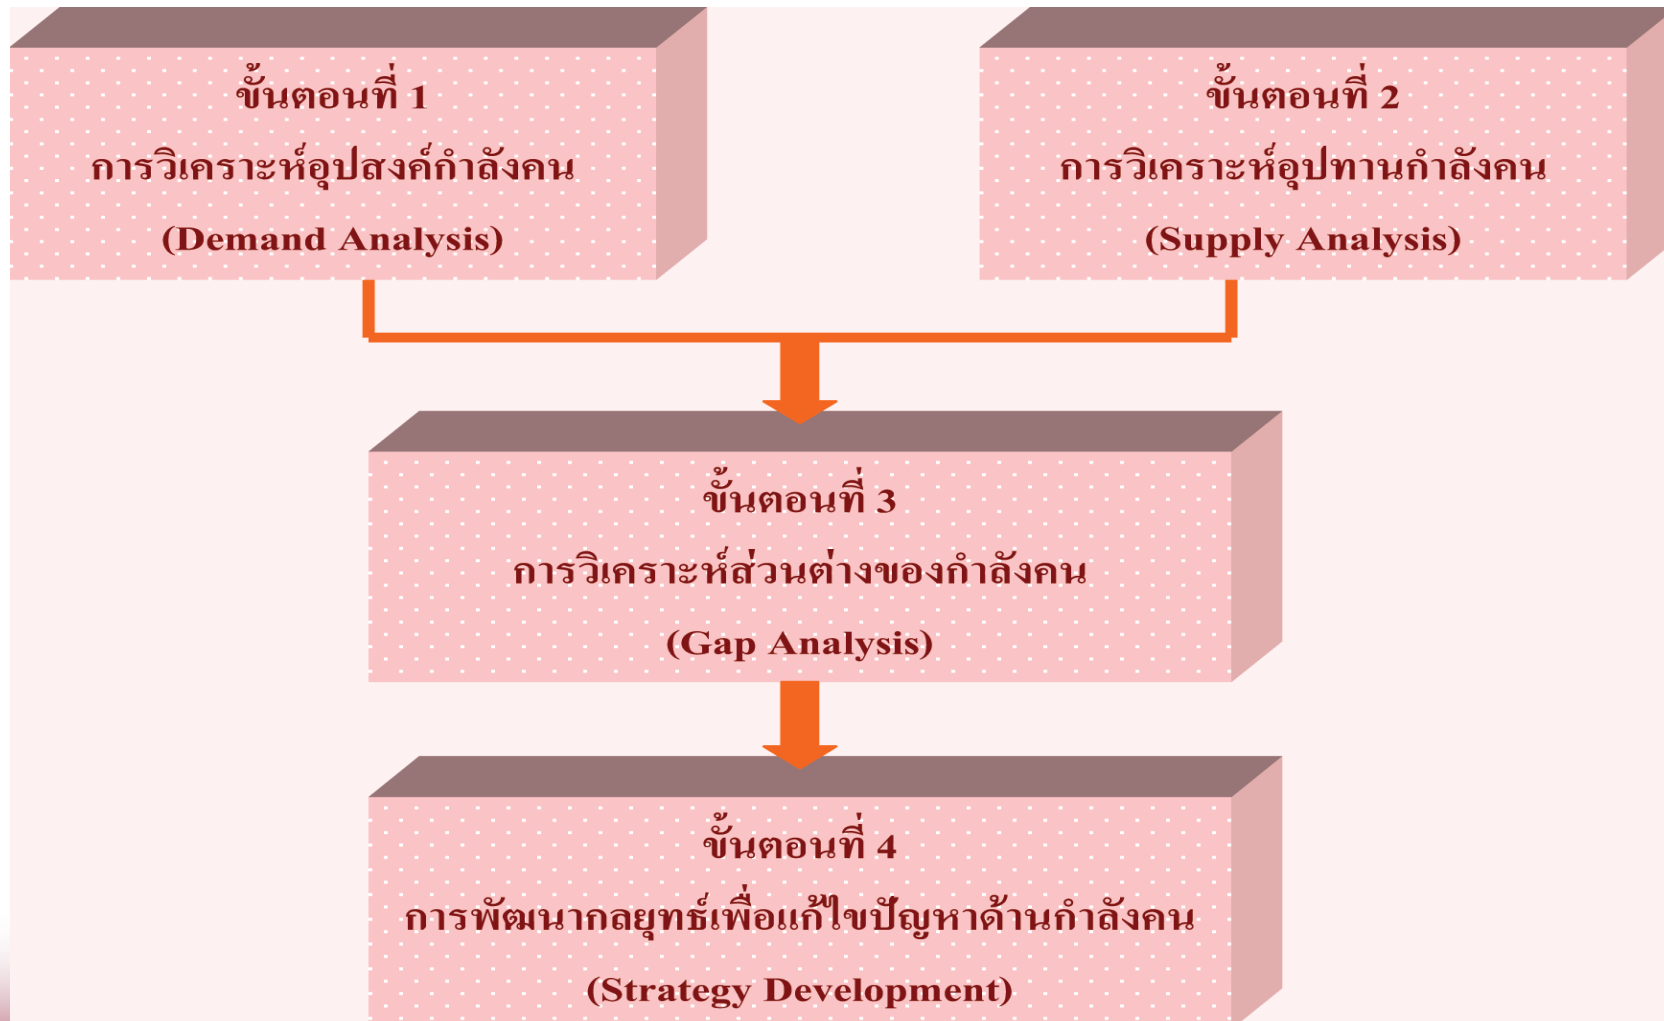 ขั้นตอนที่ 1
การวิเคราะห์อุปสงค์กำลังคน
(Demand Analysis)
ขั้นตอนที่ 2
การวิเคราะห์อุปทานกำลังคน
(Supply Analysis)
ขั้นตอนที่ 3
การวิเคราะห์ส่วนต่างของกำลังคน
(Gap Analysis)
ขั้นตอนที่ 4
การพัฒนากลยุทธ์เพื่อแก้ไขปัญหาด้านกำลังคน
(Strategy Development)